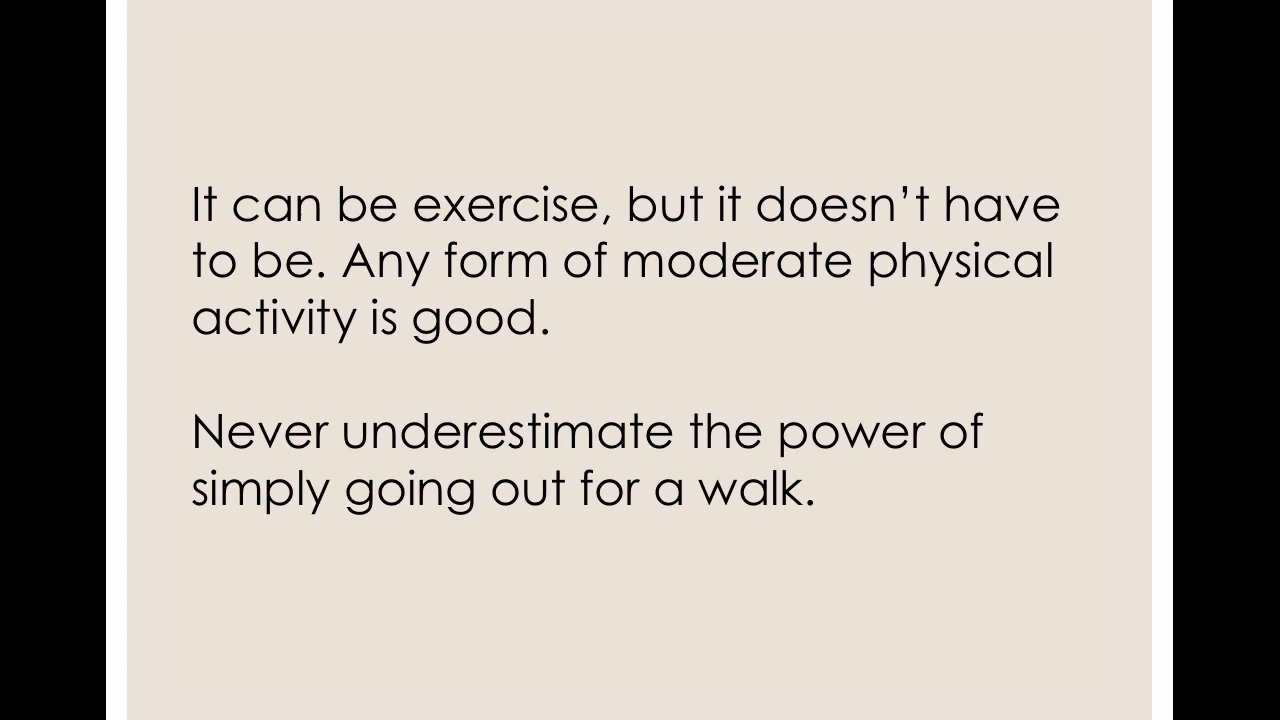 It can be exercise, but it doesn’t have
to be. Any form of moderate physical
activity is good.
Never underestimate the power of
simply going out for a walk.